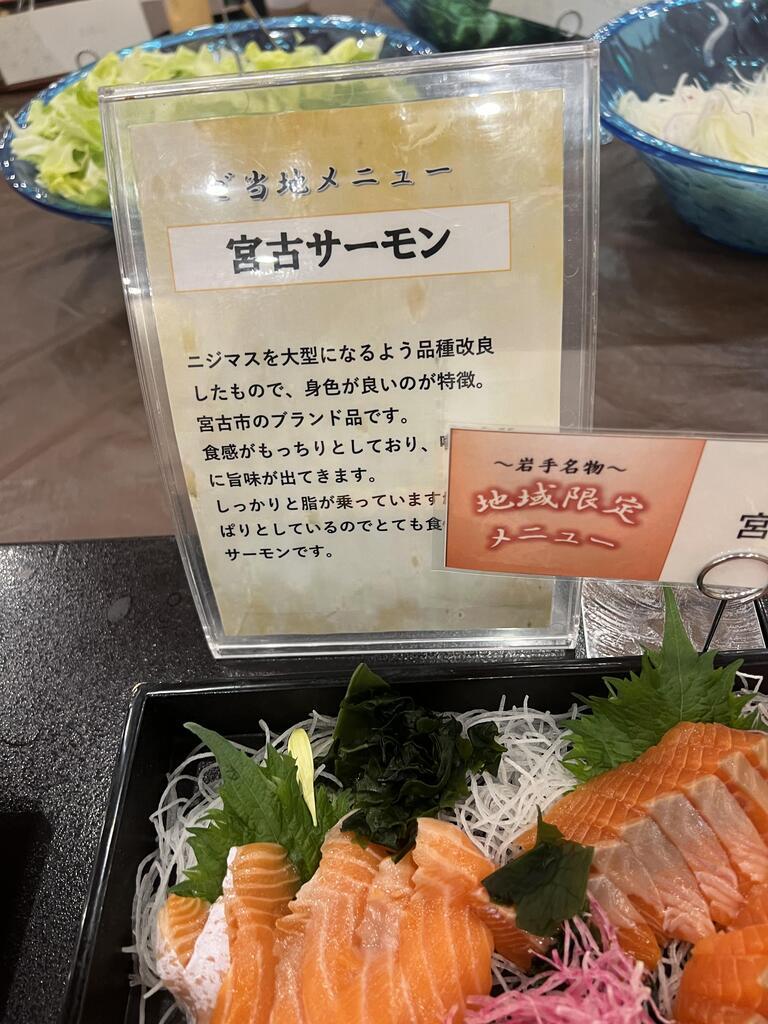 ご当地メニュー
宮古サーモン
ニジマスを大型になるよう品種改良
したもので、身色が良いのが特徴。
宮古市のブランド品です。
食感がもっちりとしており、
に旨味が出てきます。
しっかりと脂が乗っています
ぱりとしているのでとても食
サーモンです。
～岩手名物～
地域限定
メニュー
宮